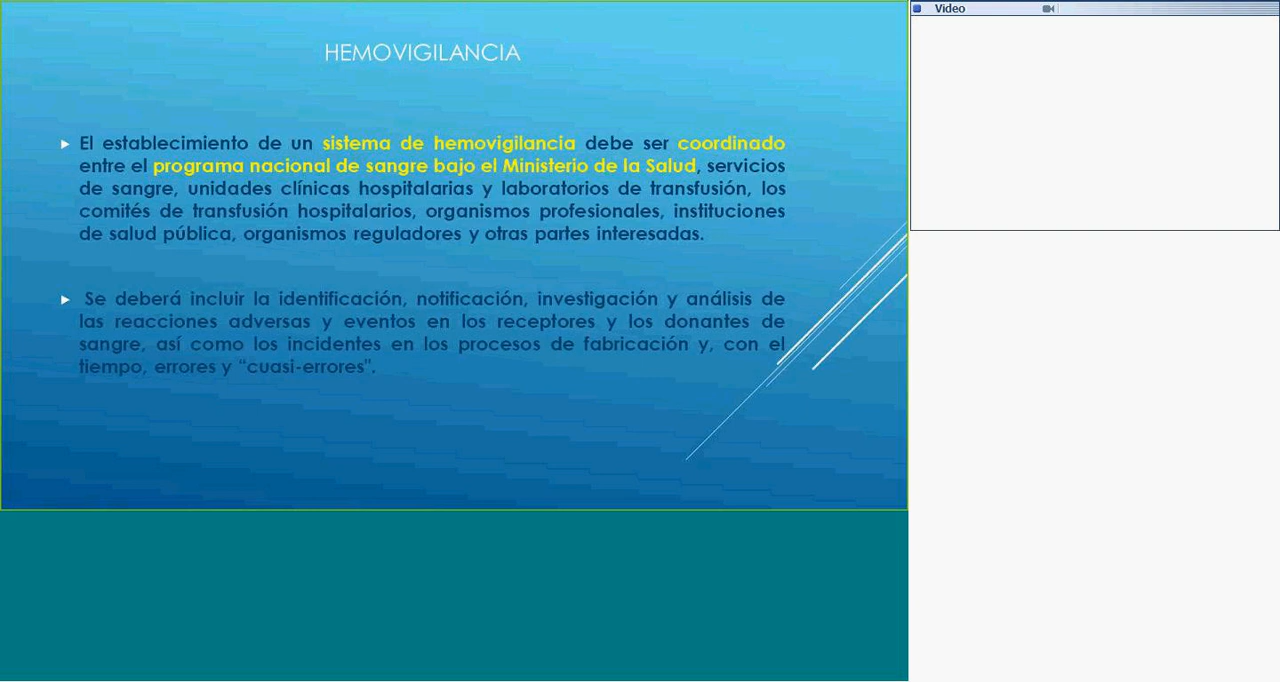 Video
HEMOVIGILANCIA
El establecimiento de un sistema de hemovigilancia debe ser coordinado
entre el programa nacional de sangre bajo el Ministerio de la Salud, servicios
de sangre, unidades clínicas hospitalarias y laboratorios de transfusión, los
comités de transfusión hospitalarios, organismos profesionales, instituciones
de salud pública, organismos reguladores y otras partes interesadas.
Se deberá incluir la identificación, notificación, investigación y análisis de
las reacciones adversas y eventos en los receptores y los donantes de
sangre, así como los incidentes en los procesos de fabricación y, con el
tiempo, errores y “cuasi-errores”.